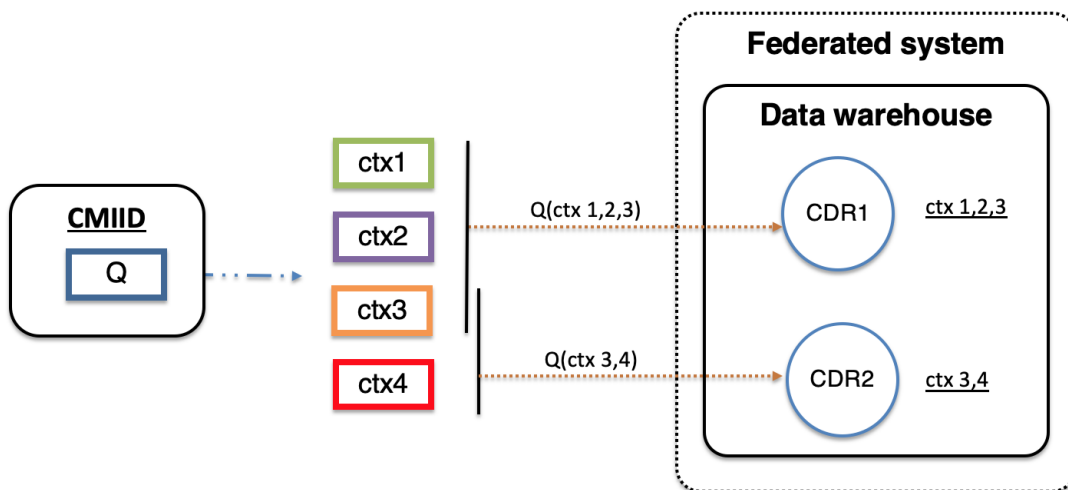 Federated system
Data warehouse
CMIID
Q
ctx1
ctx2
ctx3
ctx4
Q(ctx 1,2,3)
Q(ctx 3,4)
CDR1
ctx 1,2,3
CDR2
ctx 3,4